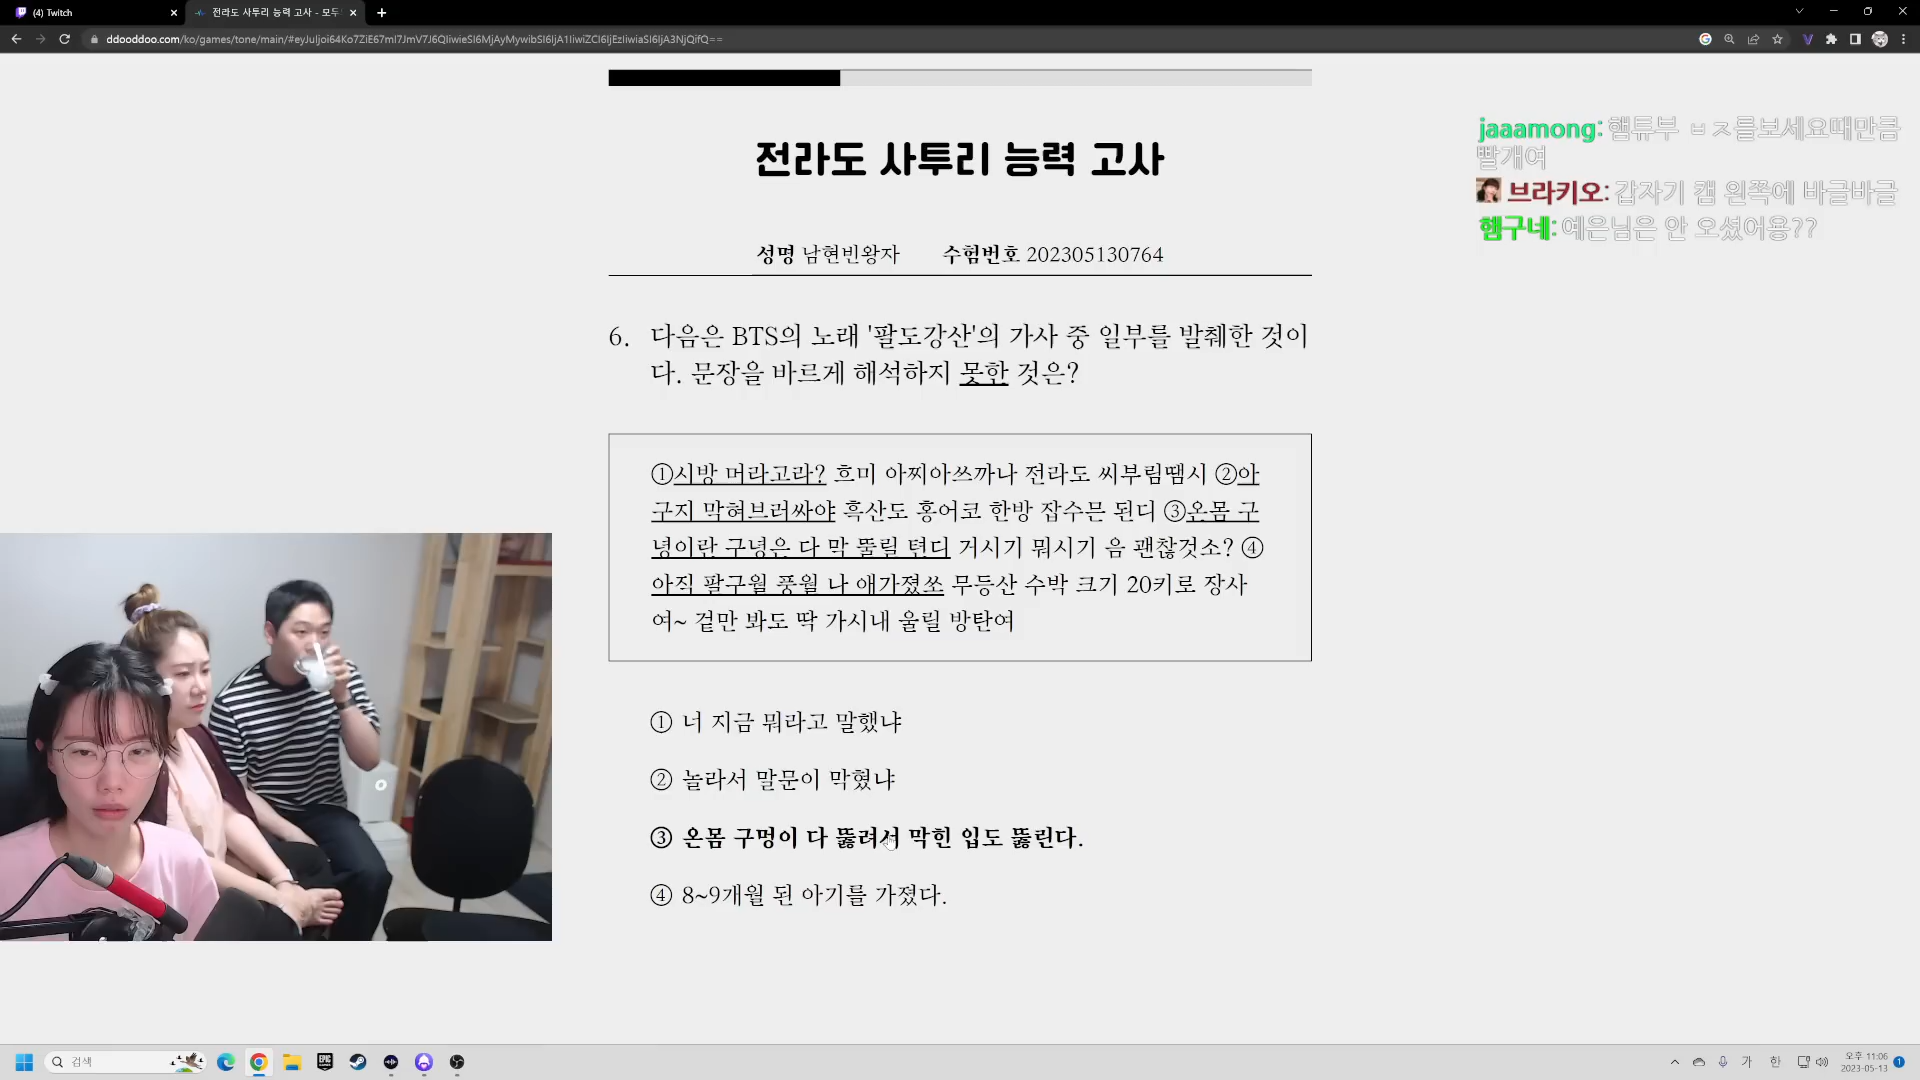 (4) Twitch
전라도 사투리 능력 고사 - 모두
ddooddoo.com/ko/games/tone/main/
전라도 사투리 능력 고사
성명 남현빈왕자 수험번호 202305130764
6. 다음은 BTS의 노래 '팔도강산'의 가사 중 일부를 발췌한 것이
다. 문장을 바르게 해석하지 못한 것은?
①시방 머라고라? 흐미 아찌아쓰까나 전라도 씨부림땜시 ②아
구지 막혀브러싸야 흑산도 홍어코 한방 잡수믄 된디 ③온몸 구
녕이란 구녕은 다 막 뚫릴 텐디 거시기 뭐시기 음 괜찮것소? ④
아직 팔구월 풍월 나 애가졌쏘 무등산 수박 크기 20키로 장사
여~ 겉만 봐도 딱 가시내 울릴 방탄여
① 너 지금 뭐라고 말했냐
② 놀라서 말문이 막혔냐
③ 온몸 구멍이 다 뚫려서 막힌 입도 뚫린다.
④ 8~9개월 된 아기를 가졌다.
jaaamong: 햄튜부 ㅂㅈ를보세요때만큼
빨개여
브라키오: 갑자기 캠 왼쪽에 바글바글
헴구네: 예은님은 안 오셨어용??
검색
가 한
오후 11:06
2023-05-13
1